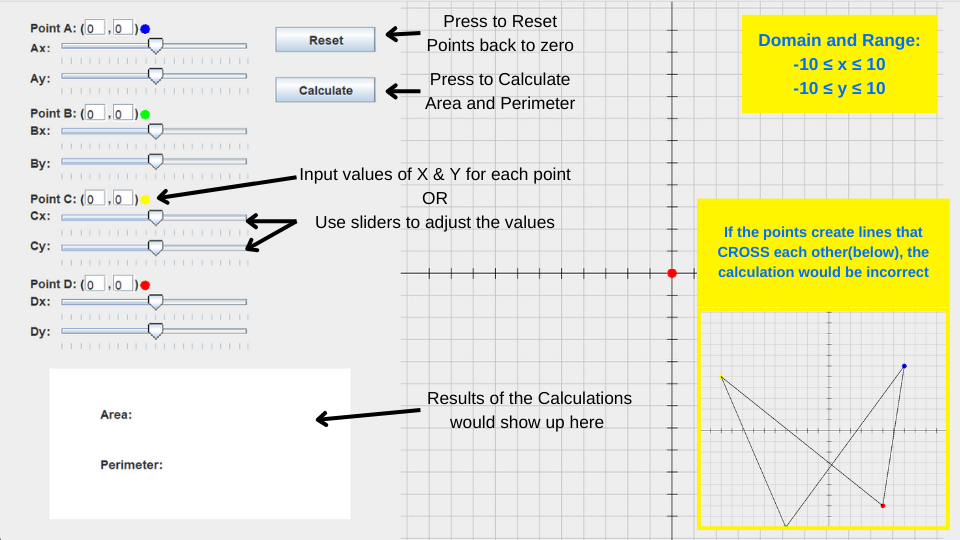 Point A: ( 0 , 0 )
Ax:
Ay:
Point B: ( 0 , 0 )
Bx:
By:
Point C: ( 0 , 0 )
Cx:
Cy:
Point D: ( 0 , 0 )
Dx:
Dy:
Area:
Perimeter:
Reset
Calculate
Press to Reset
Points back to zero
Press to Calculate
Area and Perimeter
Input values of X & Y for each point
OR
Use sliders to adjust the values
Results of the Calculations
would show up here
Domain and Range:
-10 ≤ x ≤ 10
-10 ≤ y ≤ 10
If the points create lines that
CROSS each other(below), the
calculation would be incorrect